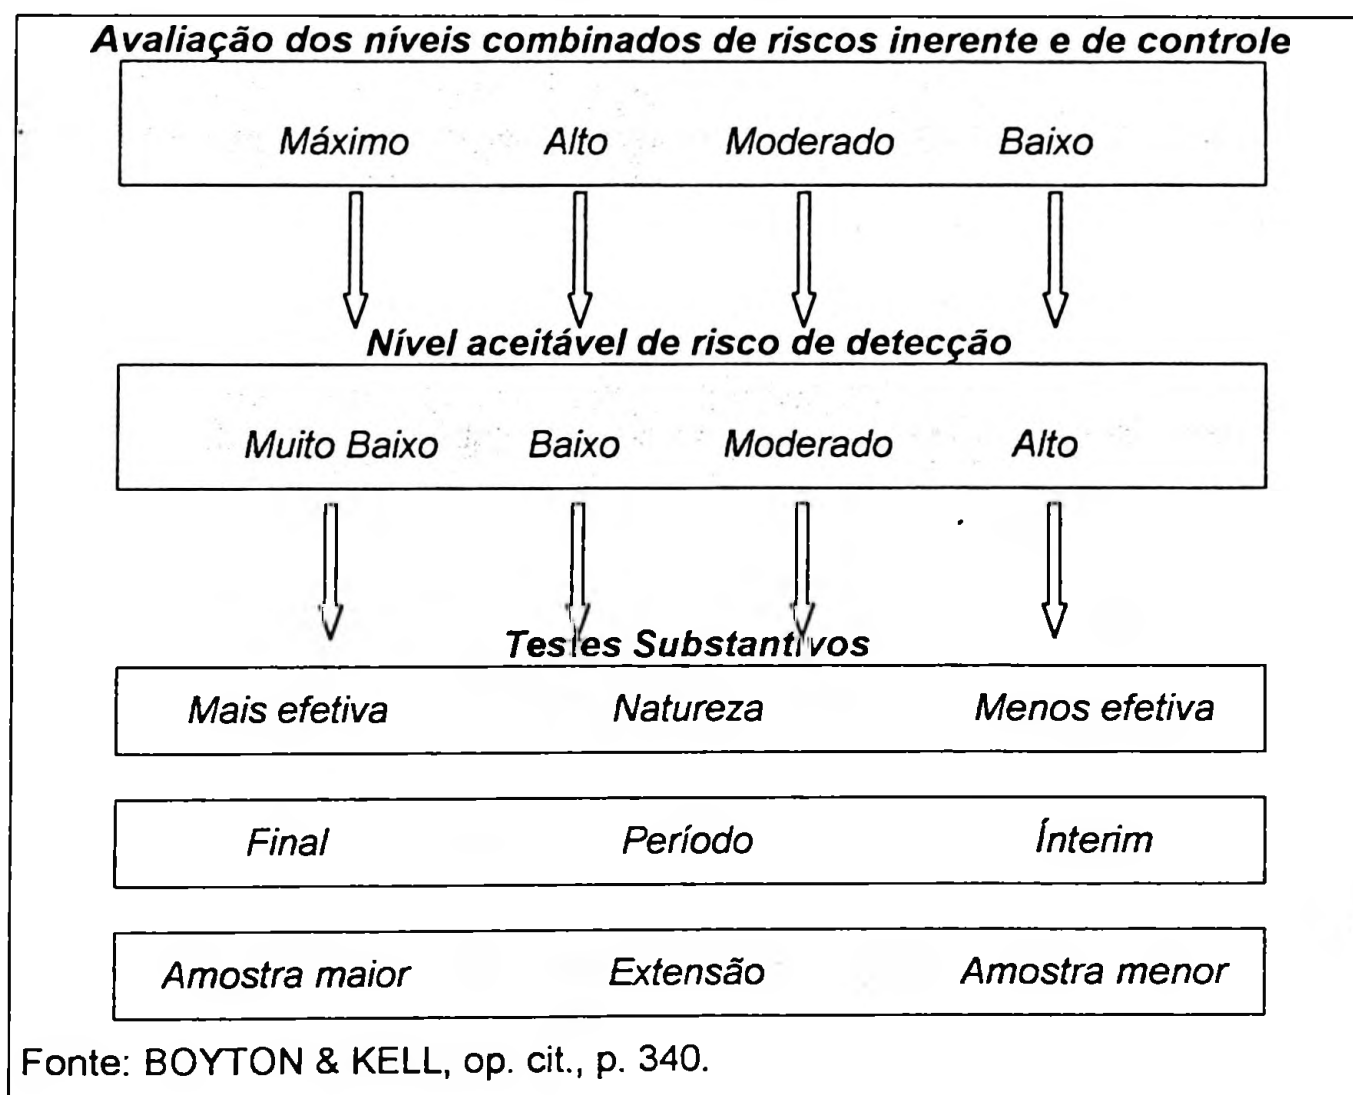 Avaliação dos níveis combinados de riscos inerente e de controle
Máximo Alto Moderado Baixo
Nível aceitável de risco de detecção
Muito Baixo Baixo Moderado Alto
Testes Substantivos
Mais efetiva Natureza Menos efetiva
Final Período Ínterim
Amostra maior Extensão Amostra menor
Fonte: BOYTON & KELL, op. cit., p. 340.